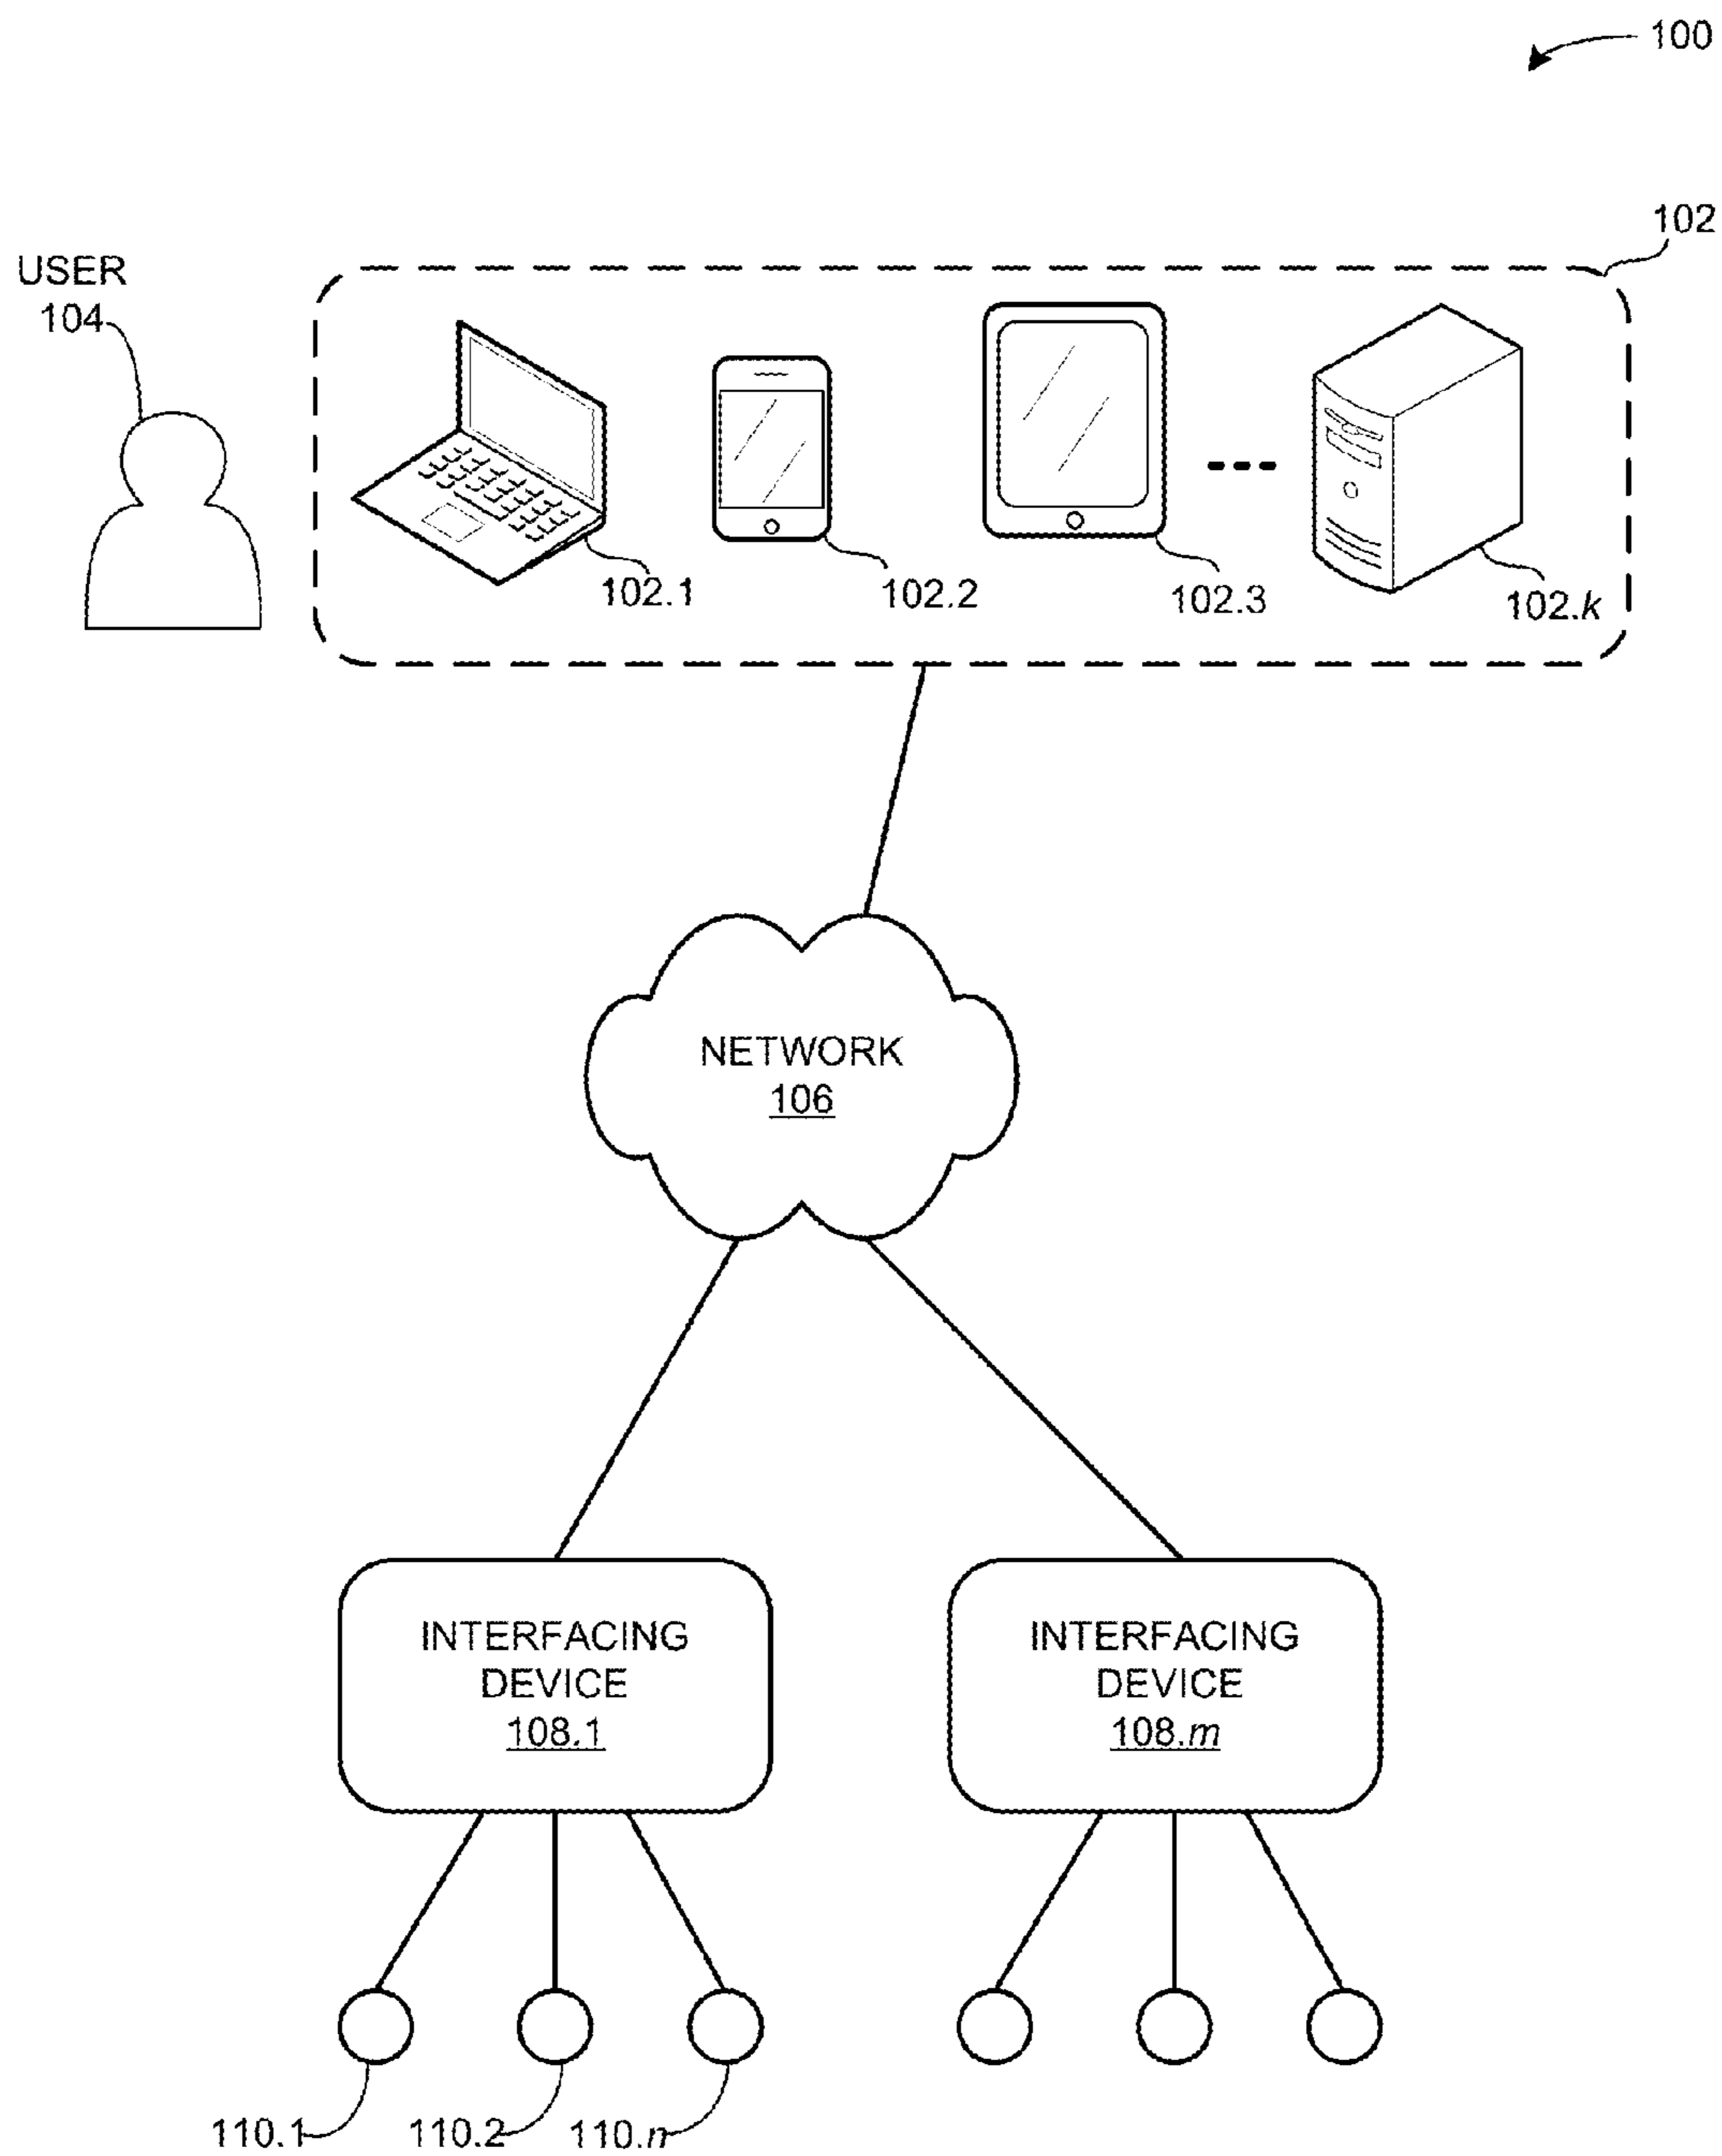 100
102
USER
104
102.1
102.2
102.3
102.k
NETWORK
106
INTERFACING
DEVICE
108.1
INTERFACING
DEVICE
108.m
110.1
110.2
110.n